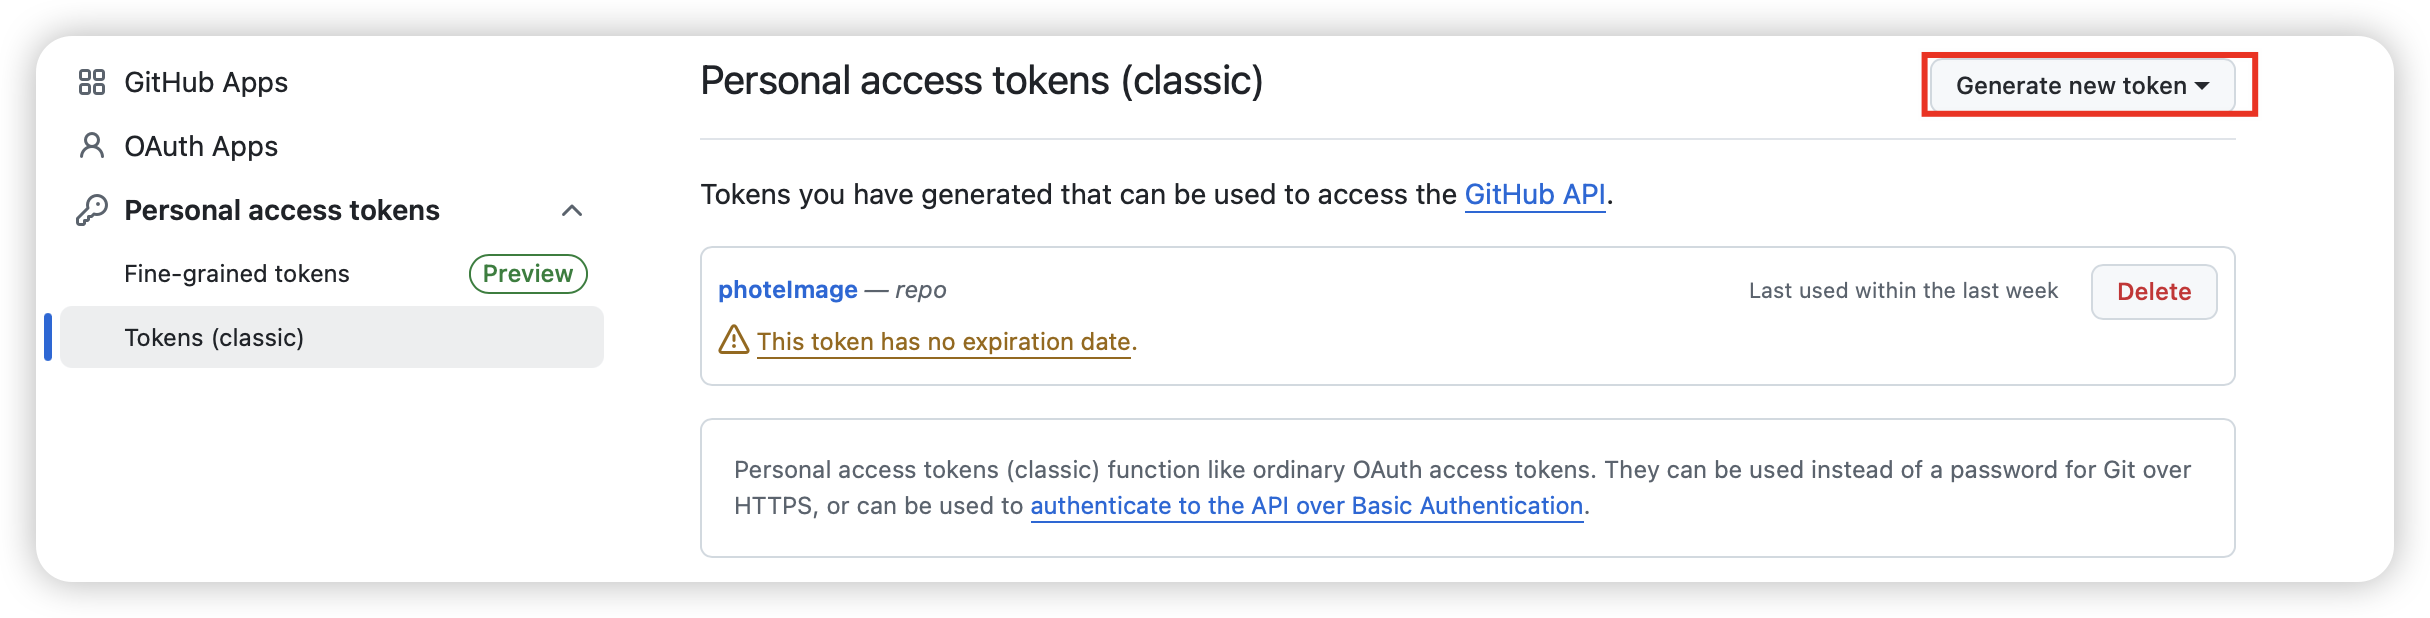 GitHub Apps
OAuth Apps
Personal access tokens
Fine-grained tokens Preview
Tokens (classic)
Personal access tokens (classic)
Generate new token
Tokens you have generated that can be used to access the GitHub API.
photeImage — repo
Last used within the last week
Delete
This token has no expiration date.
Personal access tokens (classic) function like ordinary OAuth access tokens. They can be used instead of a password for Git over
HTTPS, or can be used to authenticate to the API over Basic Authentication.